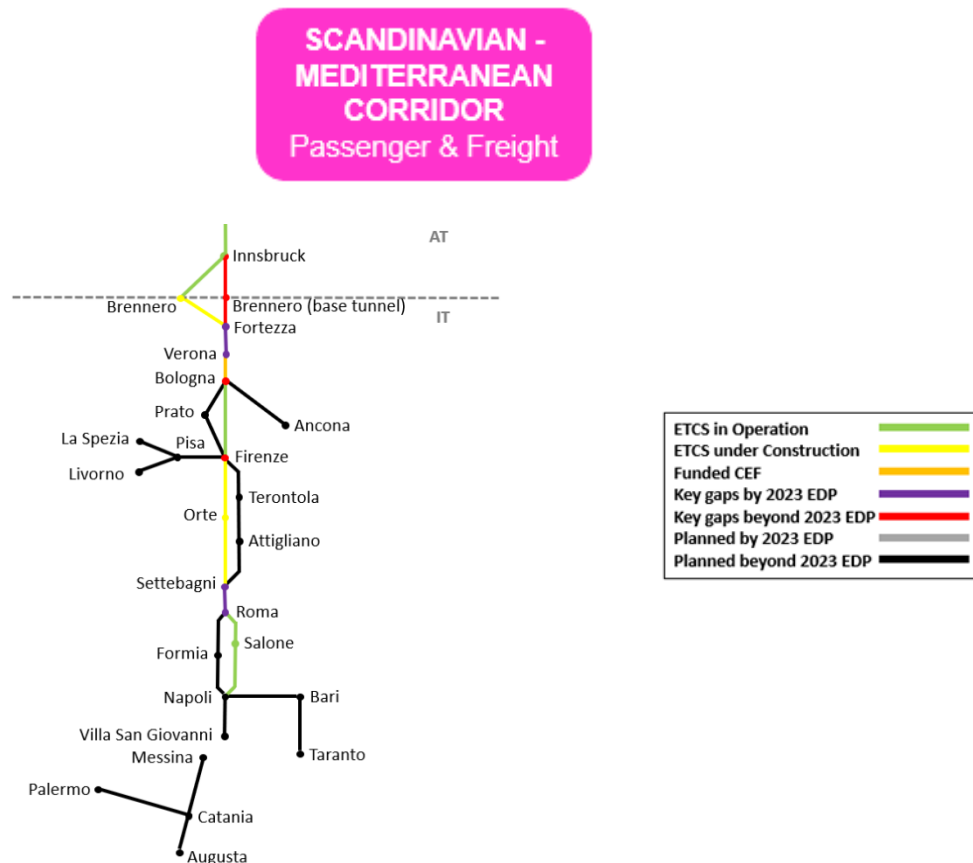 SCANDINAVIAN -
MEDITERRANEAN
CORRIDOR
Passenger & Freight
AT
Innsbruck
Brennero
Brennero (base tunnel)
IT
Fortezza
Verona
Bologna
Prato
Ancona
La Spezia
Pisa
Firenze
Livorno
Terontola
Orte
Attigliano
Settebagni
Roma
Salone
Formia
Napoli
Bari
Villa San Giovanni
Messina
Taranto
Palermo
Catania
Augusta
ETCS in Operation
ETCS under Construction
Funded CEF
Key gaps by 2023 EDP
Key gaps beyond 2023 EDP
Planned by 2023 EDP
Planned beyond 2023 EDP